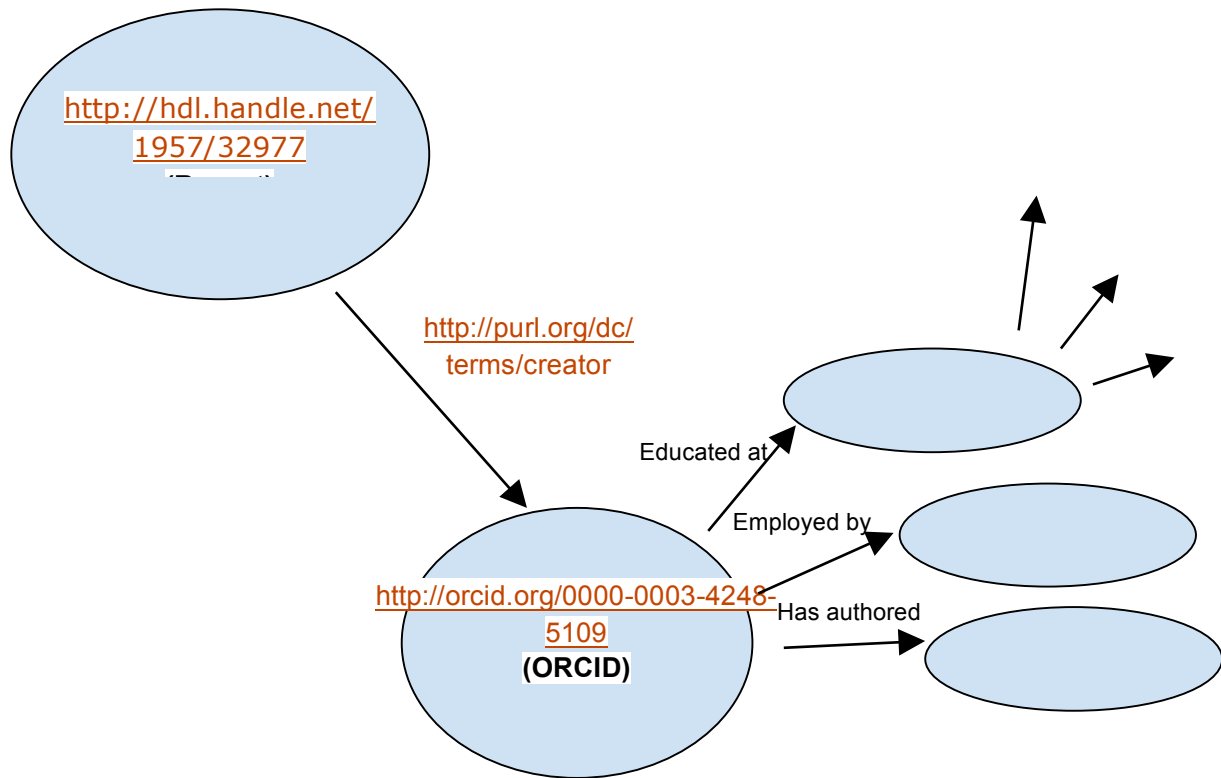 http://hdl.handle.net/
1957/32977
http://purl.org/dc/
terms/creator
Educated at
Employed by
http://orcid.org/0000-0003-4248-
5109
(ORCID)
Has authored